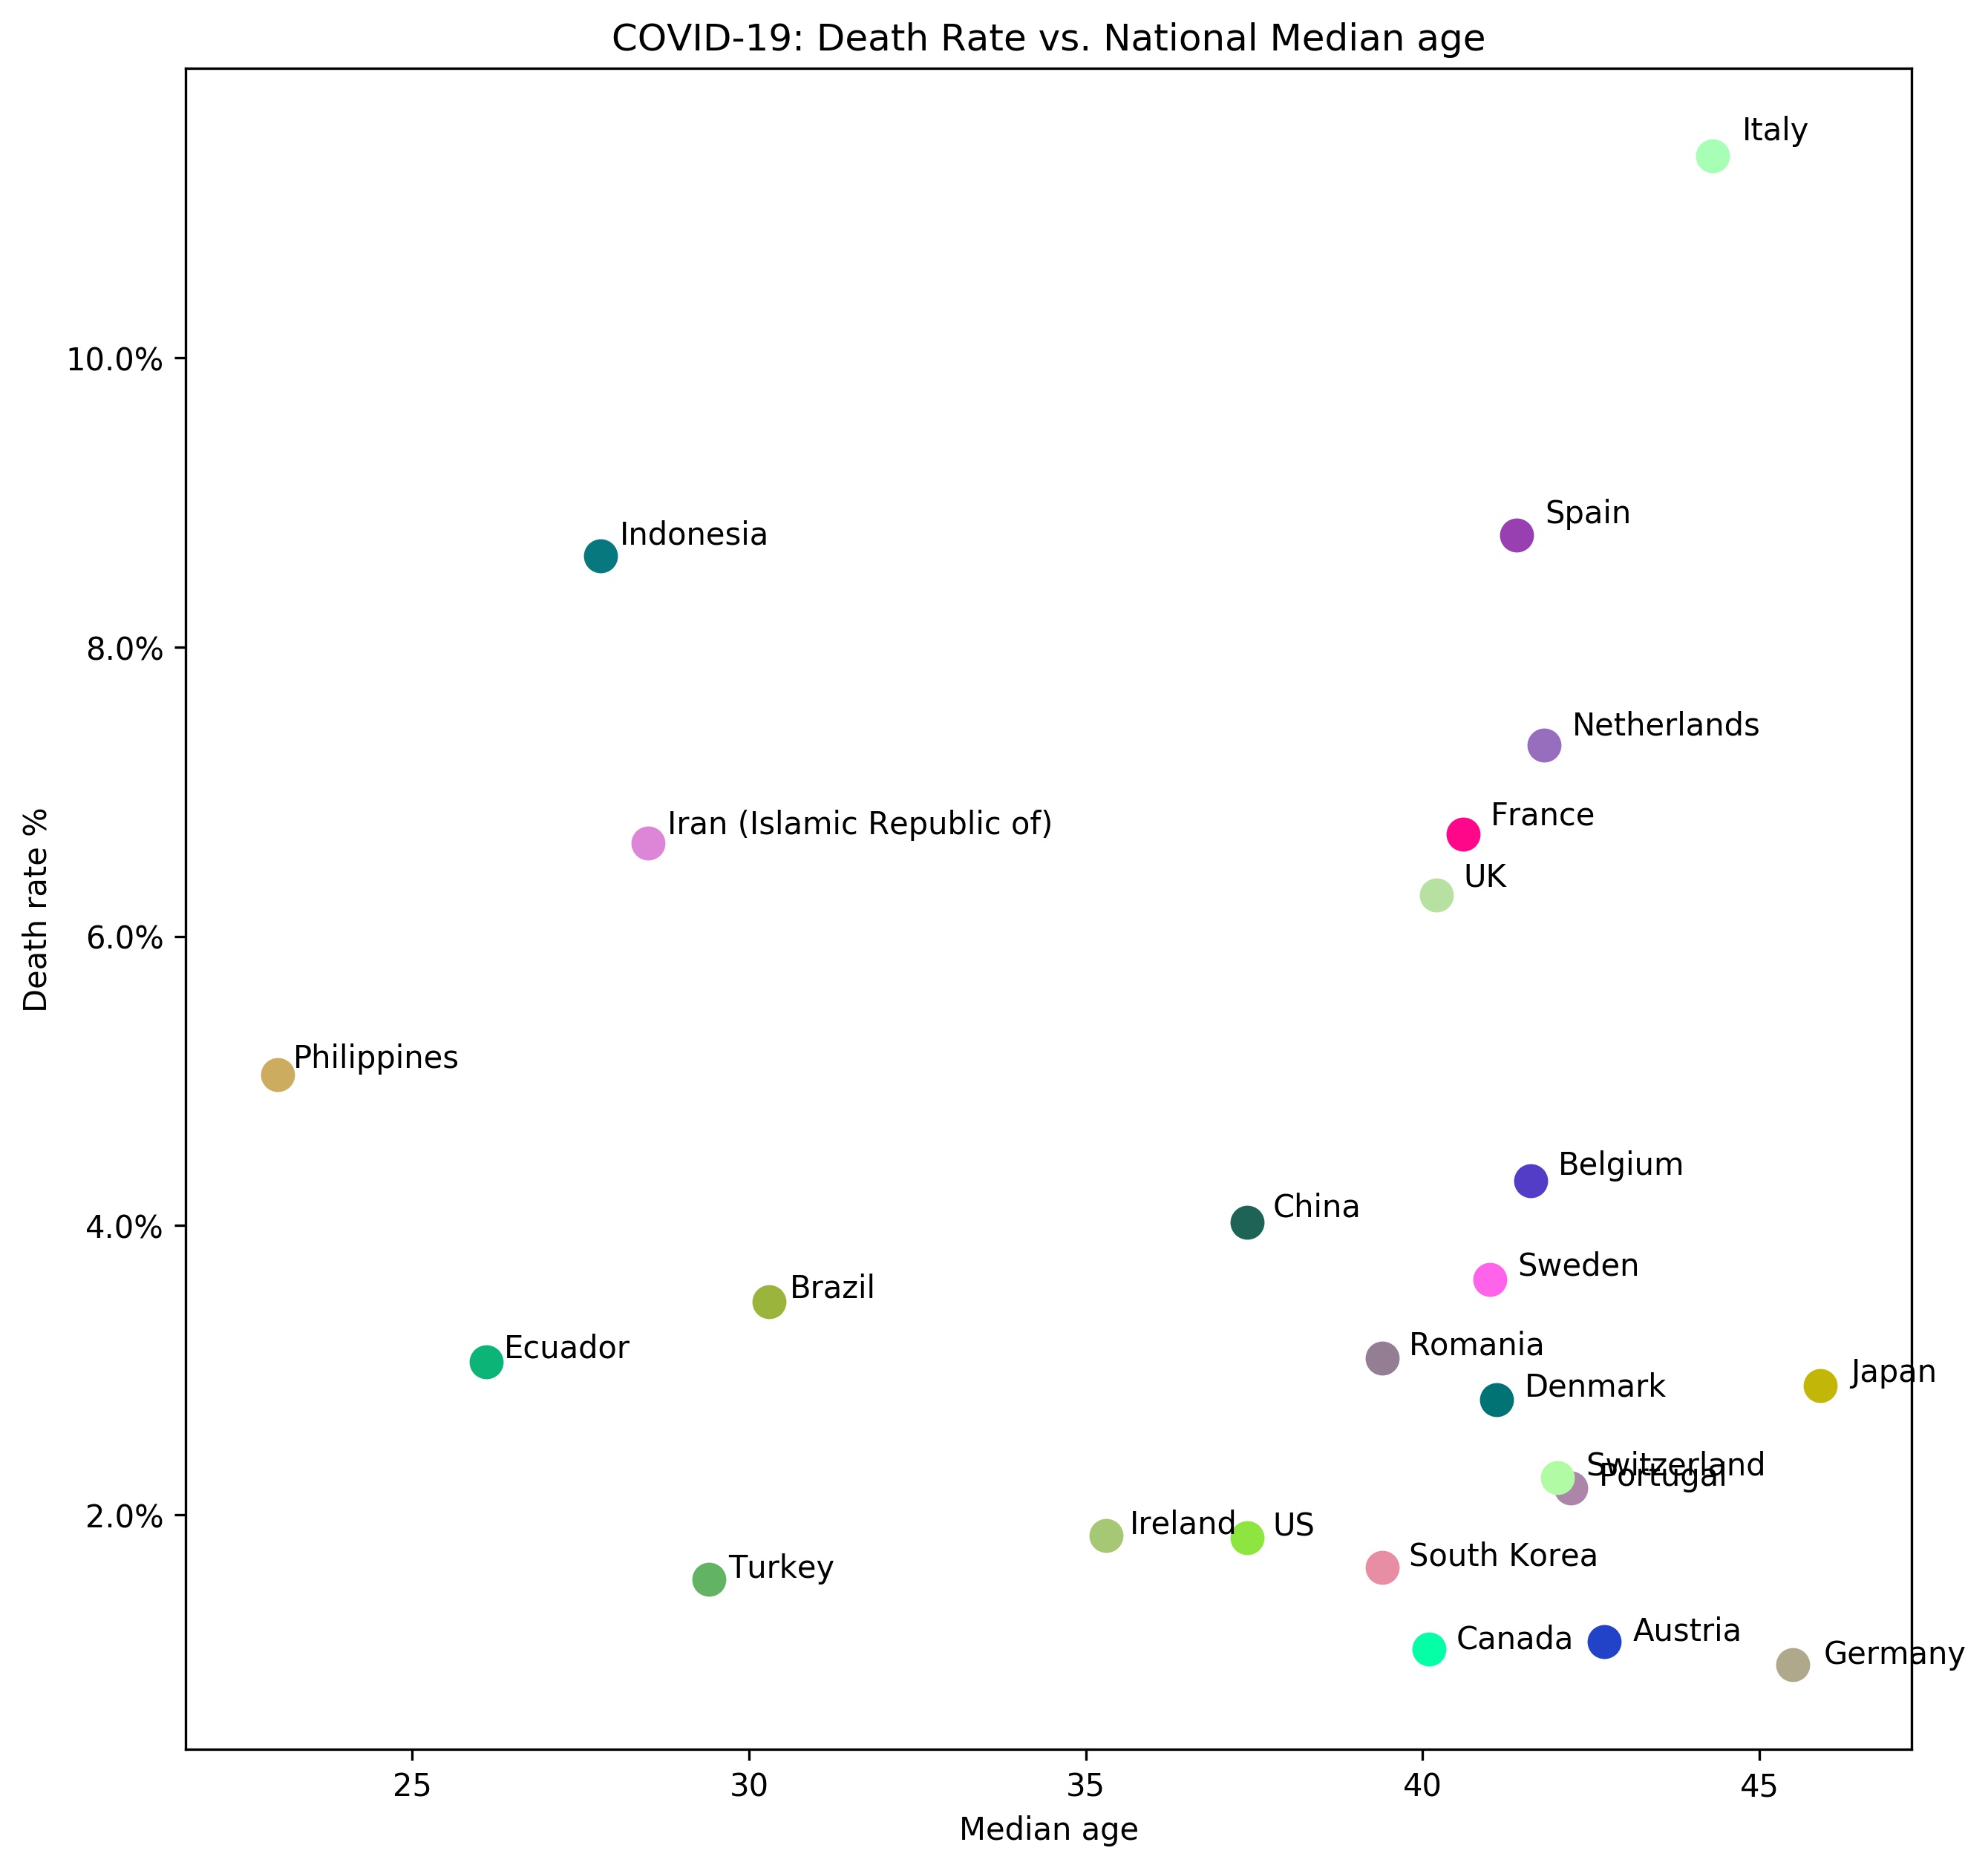 COVID-19: Death Rate vs. National Median age
Italy
10.0%
Spain
Indonesia
8.0%
Netherlands
France
Iran (Islamic Republic of)
UK
Death rate %
6.0%
Philippines
Belgium
China
4.0%
Sweden
Brazil
Romania
Ecuador
Japan
Denmark
Switzerland
Portugal
2.0%
Ireland
US
South Korea
Turkey
Austria
Canada
Germany
25 30 35 40 45
Median age